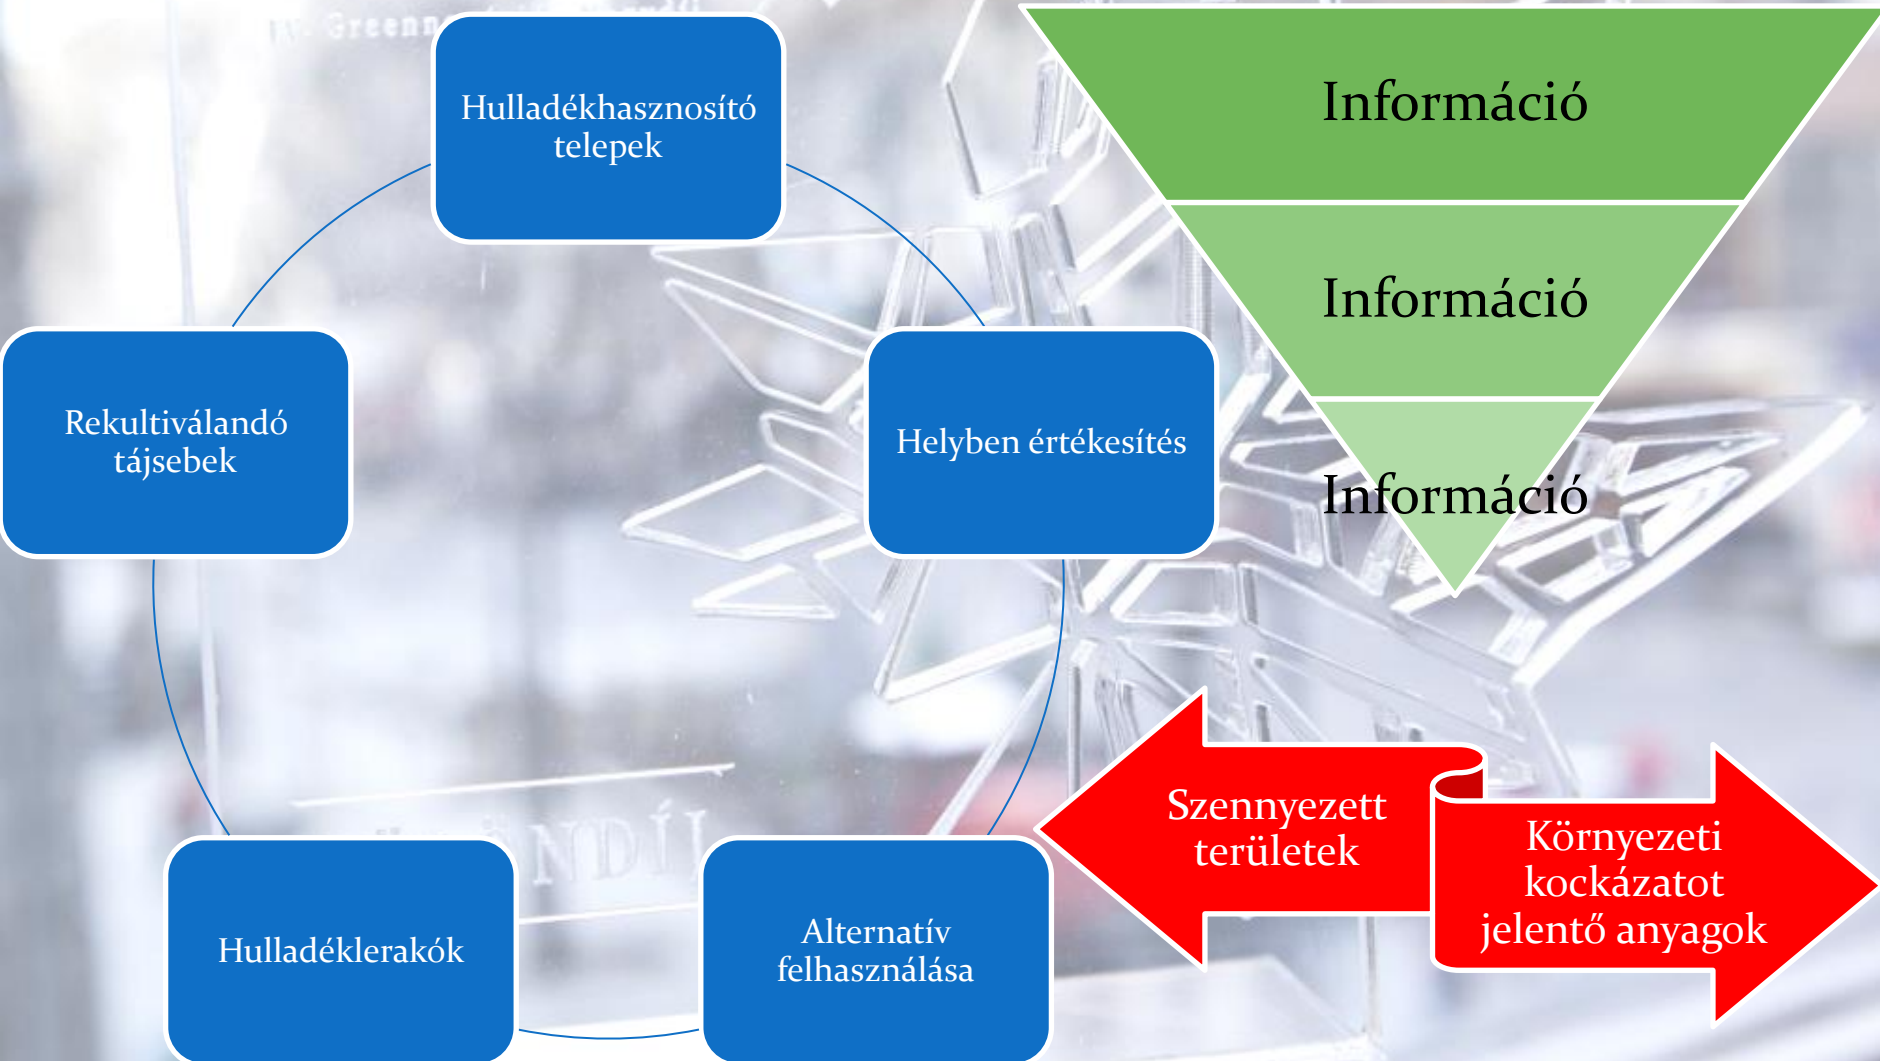 Hulladékhasznosító
telepek
Helyben értékesítés
Alternatív
felhasználása
Hulladéklerakók
Rekultiválandó
tájsebek
Információ
Információ
Információ
Szennyezett
területek
Környezeti
kockázatot
jelentő anyagok